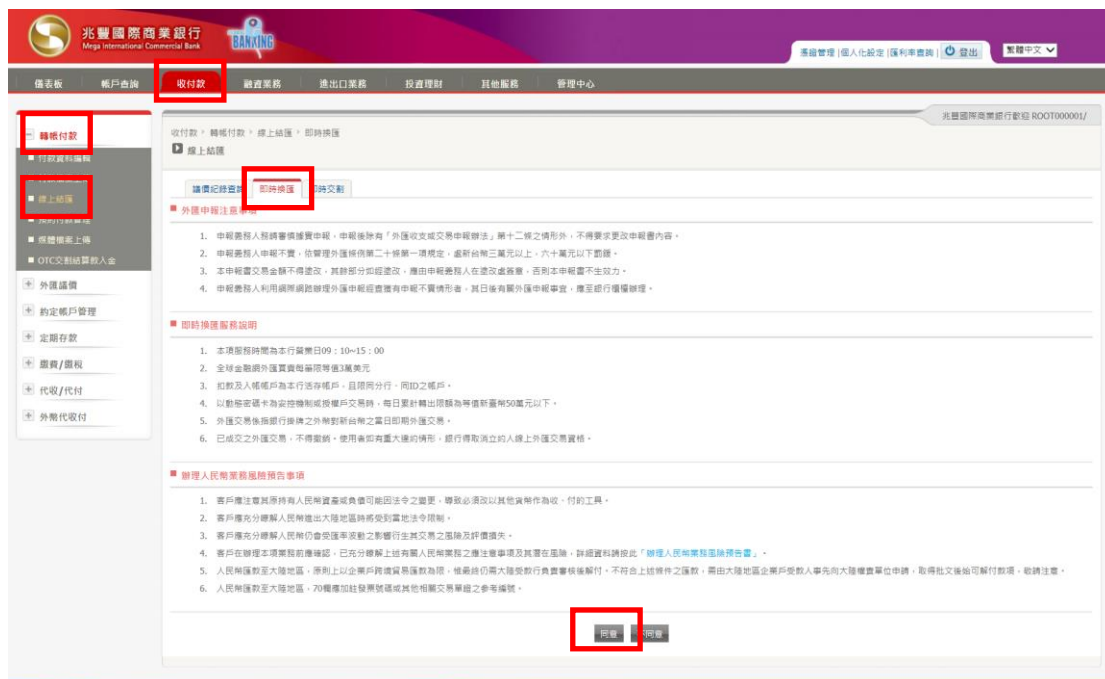 兆豐國際商業銀行
Mega International Commercial Bank
BANKING
憑證管理 |個人化設定 |匯利率查詢 | 登出
繁體中文
儀表板 帳戶查詢 收付款 融資業務 進出口業務 投資理財 其他服務 管理中心
兆豐國際商業銀行歡迎 ROOT000001/
轉帳付款
付款資料編輯
線上結匯
預約付款管理
媒體檔案上傳
OTC交割結算款入金
外匯議價
約定帳戶管理
定期存款
繳費/繳稅
代收/代付
外幣代收付
收付款 › 轉帳付款 › 線上結匯 › 即時換匯
線上結匯
議價紀錄查詢 即時換匯 即時交割
外匯申報注意事項
1. 申報義務人務請審慎據實申報，申報後除有「外匯收支或交易申報辦法」第十二條之情形外，不得要求更改申報書內容。
2. 申報義務人申報不實，依管理外匯條例第二十條第一項規定，處新台幣三萬元以上，六十萬元以下罰鍰。
3. 本申報書交易金額不得塗改，其餘部分如經塗改，應由申報義務人在塗改處簽章，否則本申報書不生效力。
4. 申報義務人利用網際網路辦理外匯申報經查獲有申報不實情形者，其日後有關外匯申報事宜，應至銀行櫃檯辦理。
即時換匯服務說明
1. 本項服務時間為本行營業日09：10~15：00
2. 全球金融網外匯買賣每筆限等值3萬美元
3. 扣款及入帳帳戶為本行活存帳戶，且限同分行、同ID之帳戶。
4. 以動態密碼卡為安控機制或授權戶交易時，每日累計轉出限額為等值新臺幣50萬元以下。
5. 外匯交易係指銀行掛牌之外幣對新台幣之當日即期外匯交易。
6. 已成交之外匯交易，不得撤銷。使用者如有重大違約情形，銀行得取消立約人線上外匯交易資格。
辦理人民幣業務風險預告事項
1. 客戶應注意其原持有人民幣資產或負債可能因法令之變更，導致必須改以其他貨幣作為收、付的工具。
2. 客戶應充分瞭解人民幣進出大陸地區時將受到當地法令限制。
3. 客戶應充分瞭解人民幣仍會受匯率波動之影響衍生其交易之風險及評價損失。
4. 客戶在辦理本項業務前應確認，已充分瞭解上述有關人民幣業務之應注意事項及其潛在風險，詳細資料請按此「辦理人民幣業務風險預告書」。
5. 人民幣匯款至大陸地區，原則上以企業戶跨境貿易匯款為限，惟最終仍需大陸受款行負責審核後解付。不符合上述條件之匯款，需由大陸地區企業戶受款人事先向大陸權責單位申請，取得批文後始可解付款項，敬請注意。
6. 人民幣匯款至大陸地區，70欄應加註發票號碼或其他相關交易單證之參考編號。
同意 不同意